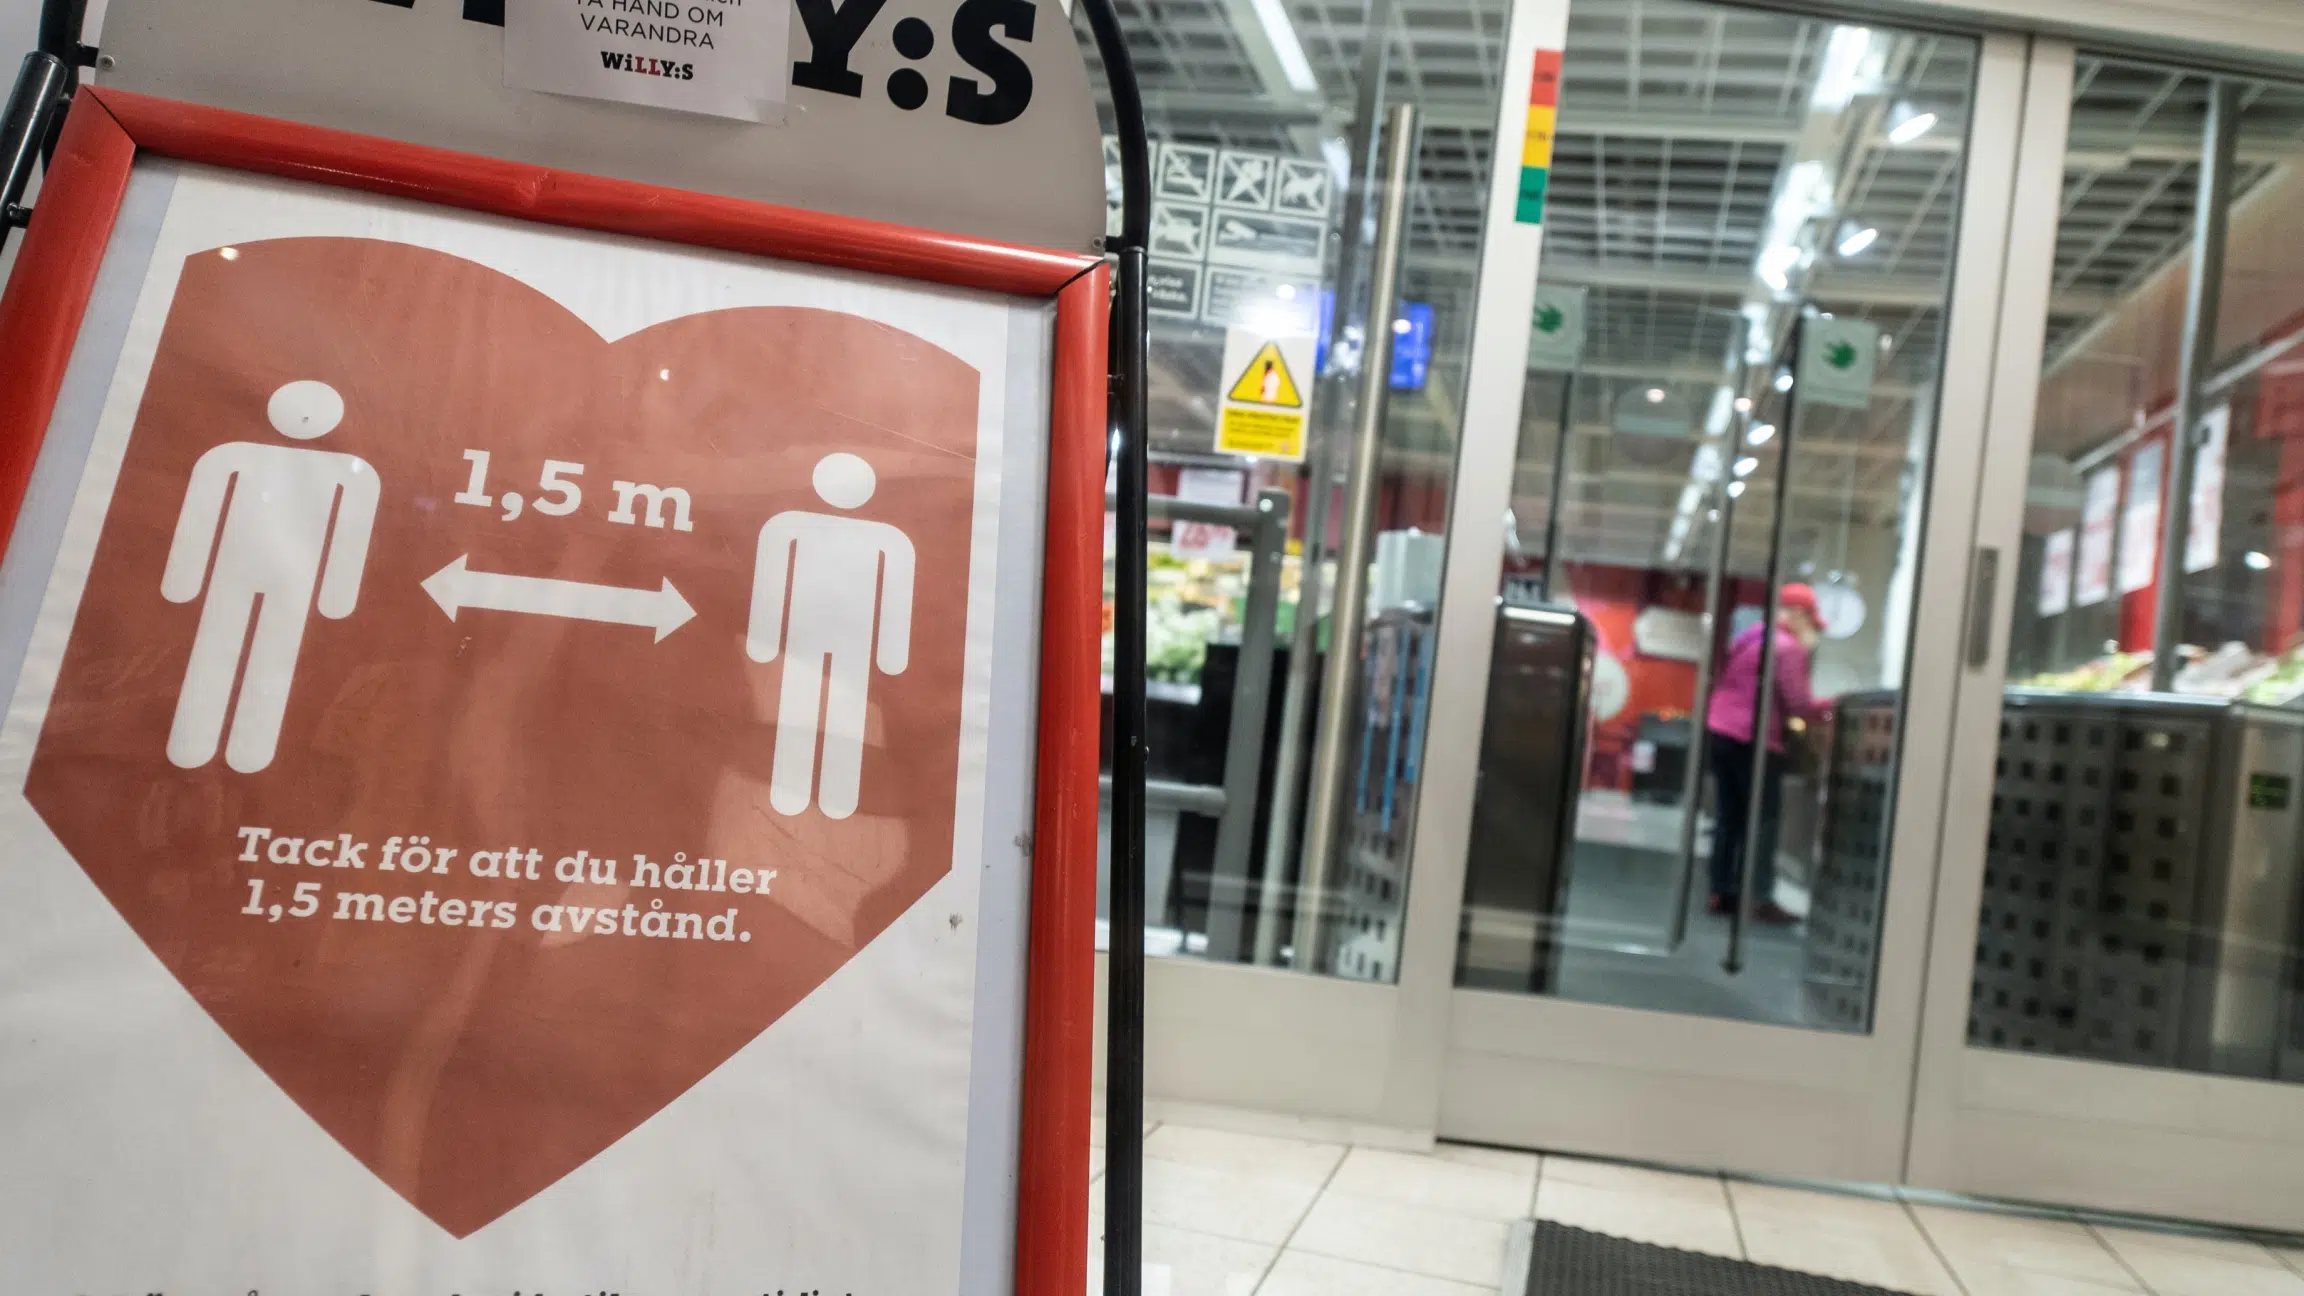 TA HAND OM
VARANDRA
WiLLY:S
Y:S
1,5 m
Tack för att du håller
1,5 meters avstånd.